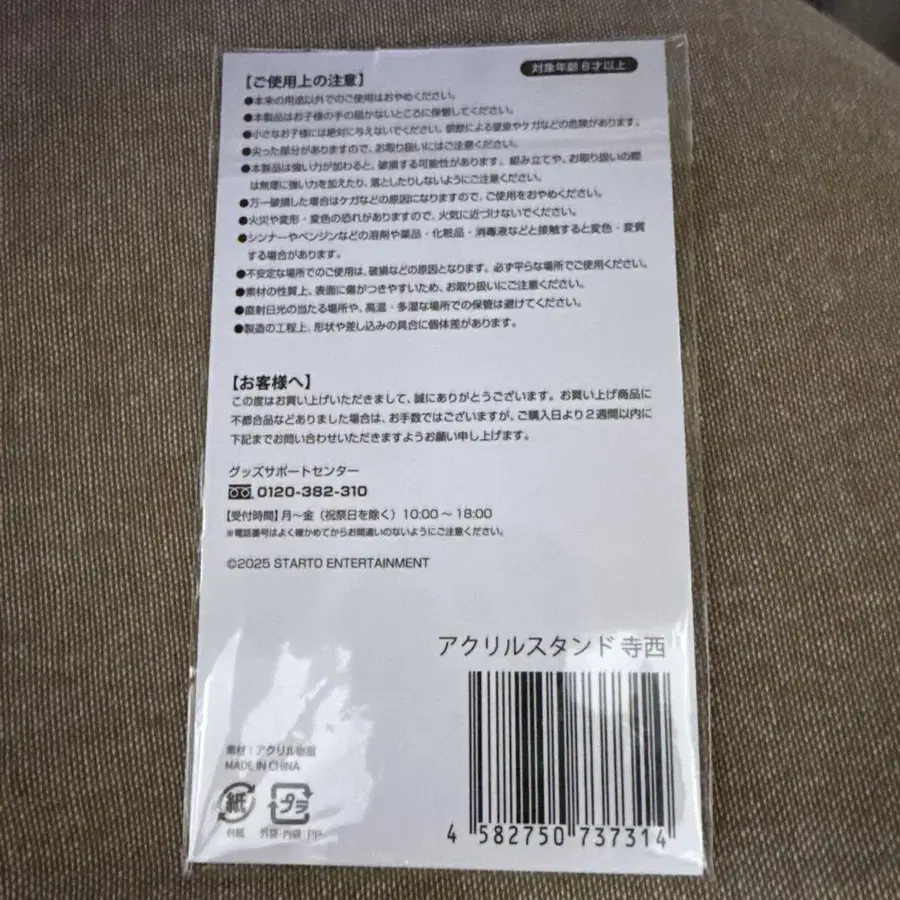 【ご使用上の注意】
対象年齢 6才以上
●本来の用途以外でのご使用はおやめください。
●本製品はお子様の手の届かないところに保管してください。
●小さなお子様には絶対に与えないでください。誤飲による窒息やケガなどの危険があります。
●尖った部分がありますので、お取り扱いにはご注意ください。
●本製品は強い力が加わると、破損する可能性があります。組み立てや、お取り扱いの際
は無理に強い力を加えたり、落としたりしないようにご注意ください。
●万一破損した場合はケガなどの原因になりますので、ご使用をおやめください。
●火災や変形・変色の恐れがありますので、火気に近づけないでください。
●シンナーやベンジンなどの溶剤や薬品・化粧品・消毒液などと接触すると変色・変質
する場合があります。
●不安定な場所でのご使用は、破損などの原因となります。必ず平らな場所でご使用ください。
●素材の性質上、表面に傷がつきやすいため、お取り扱いにご注意ください。
●直射日光の当たる場所や、高温・多湿な場所での保管は避けてください。
●製造の工程上、形状や差し込みの具合に個体差があります。
【お客様へ】
この度はお買い上げいただきまして、誠にありがとうございます。お買い上げ商品に
不都合品などありました場合は、お手数ではございますが、ご購入日より2週間以内に
下記までお問い合わせいただきますようお願い申し上げます。
グッズサポートセンター
0120-382-310
【受付時間】月〜金（祝祭日を除く）10:00〜18:00
※電話番号はよく確かめてからお間違いのないようにご注意ください。
©2025 STARTO ENTERTAINMENT
アクリルスタンド 寺西
素材：アクリル樹脂
MADE IN CHINA
紙 プラ
台紙 外袋・内袋：PP
4 582750 737314